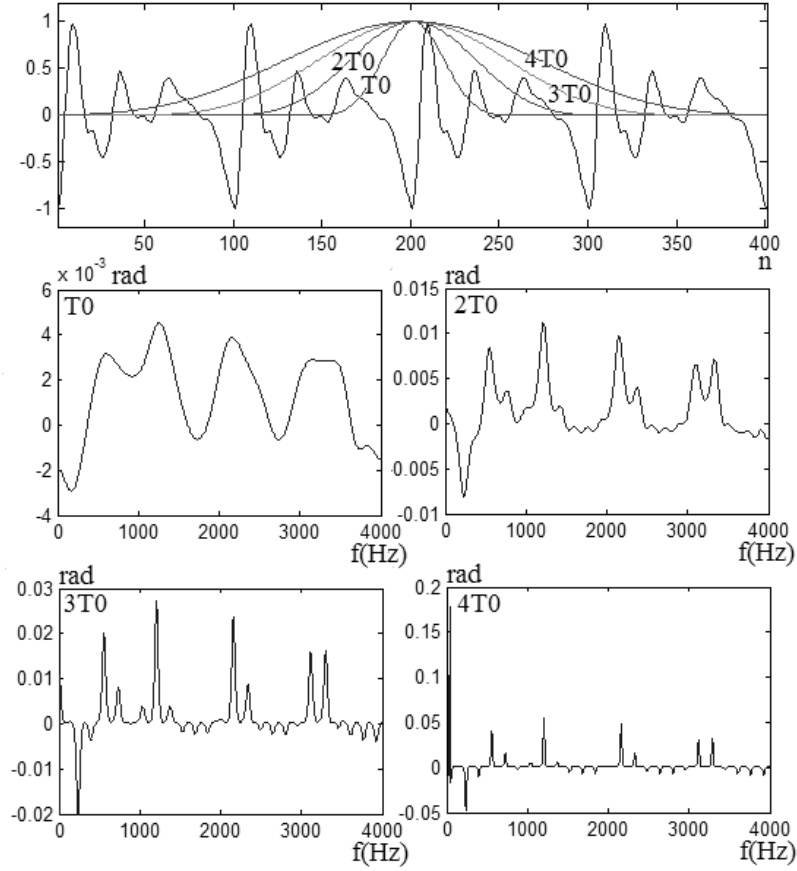 1
0.5
0
-0.5
-1
2T0
T0
4T0
3T0
50 100 150 200 250 300 350 400
n
× 10⁻³ rad
T0
6
4
2
0
-2
-4
0 1000 2000 3000 4000
f(Hz)
rad
2T0
0.015
0.01
0.005
0
-0.005
-0.01
0 1000 2000 3000 4000
f(Hz)
rad
3T0
0.03
0.02
0.01
0
-0.01
-0.02
0 1000 2000 3000 4000
f(Hz)
rad
4T0
0.2
0.15
0.1
0.05
0
-0.05
0 1000 2000 3000 4000
f(Hz)